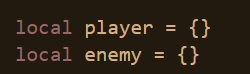 local player = {}
local enemy = {}